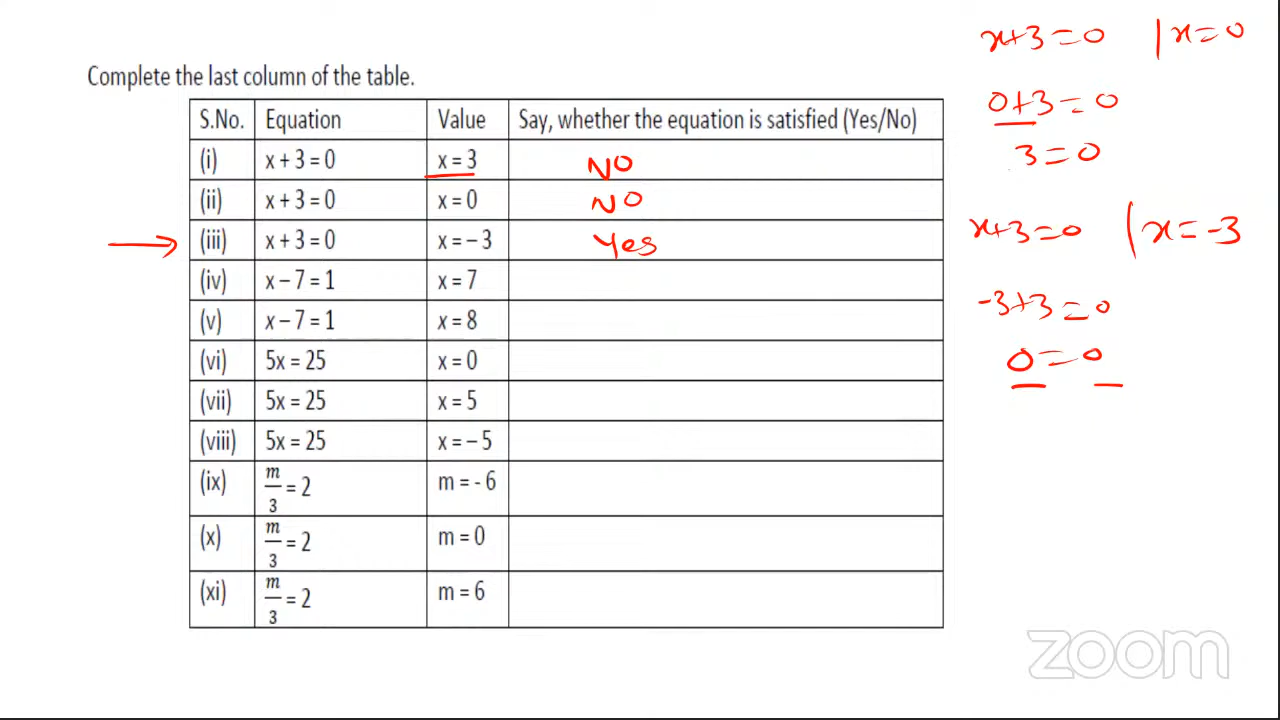 Complete the last column of the table.
S.No. Equation Value Say, whether the equation is satisfied (Yes/No)
(i) x + 3 = 0 x = 3 NO
(ii) x + 3 = 0 x = 0 NO
(iii) x + 3 = 0 x = – 3 Yes
(iv) x – 7 = 1 x = 7
(v) x – 7 = 1 x = 8
(vi) 5x = 25 x = 0
(vii) 5x = 25 x = 5
(viii) 5x = 25 x = – 5
(ix) m/3 = 2 m = - 6
(x) m/3 = 2 m = 0
(xi) m/3 = 2 m = 6
x+3=0 | x=0
0+3=0
3=0
x+3=0 | x=-3
-3+3=0
0=0
zoom